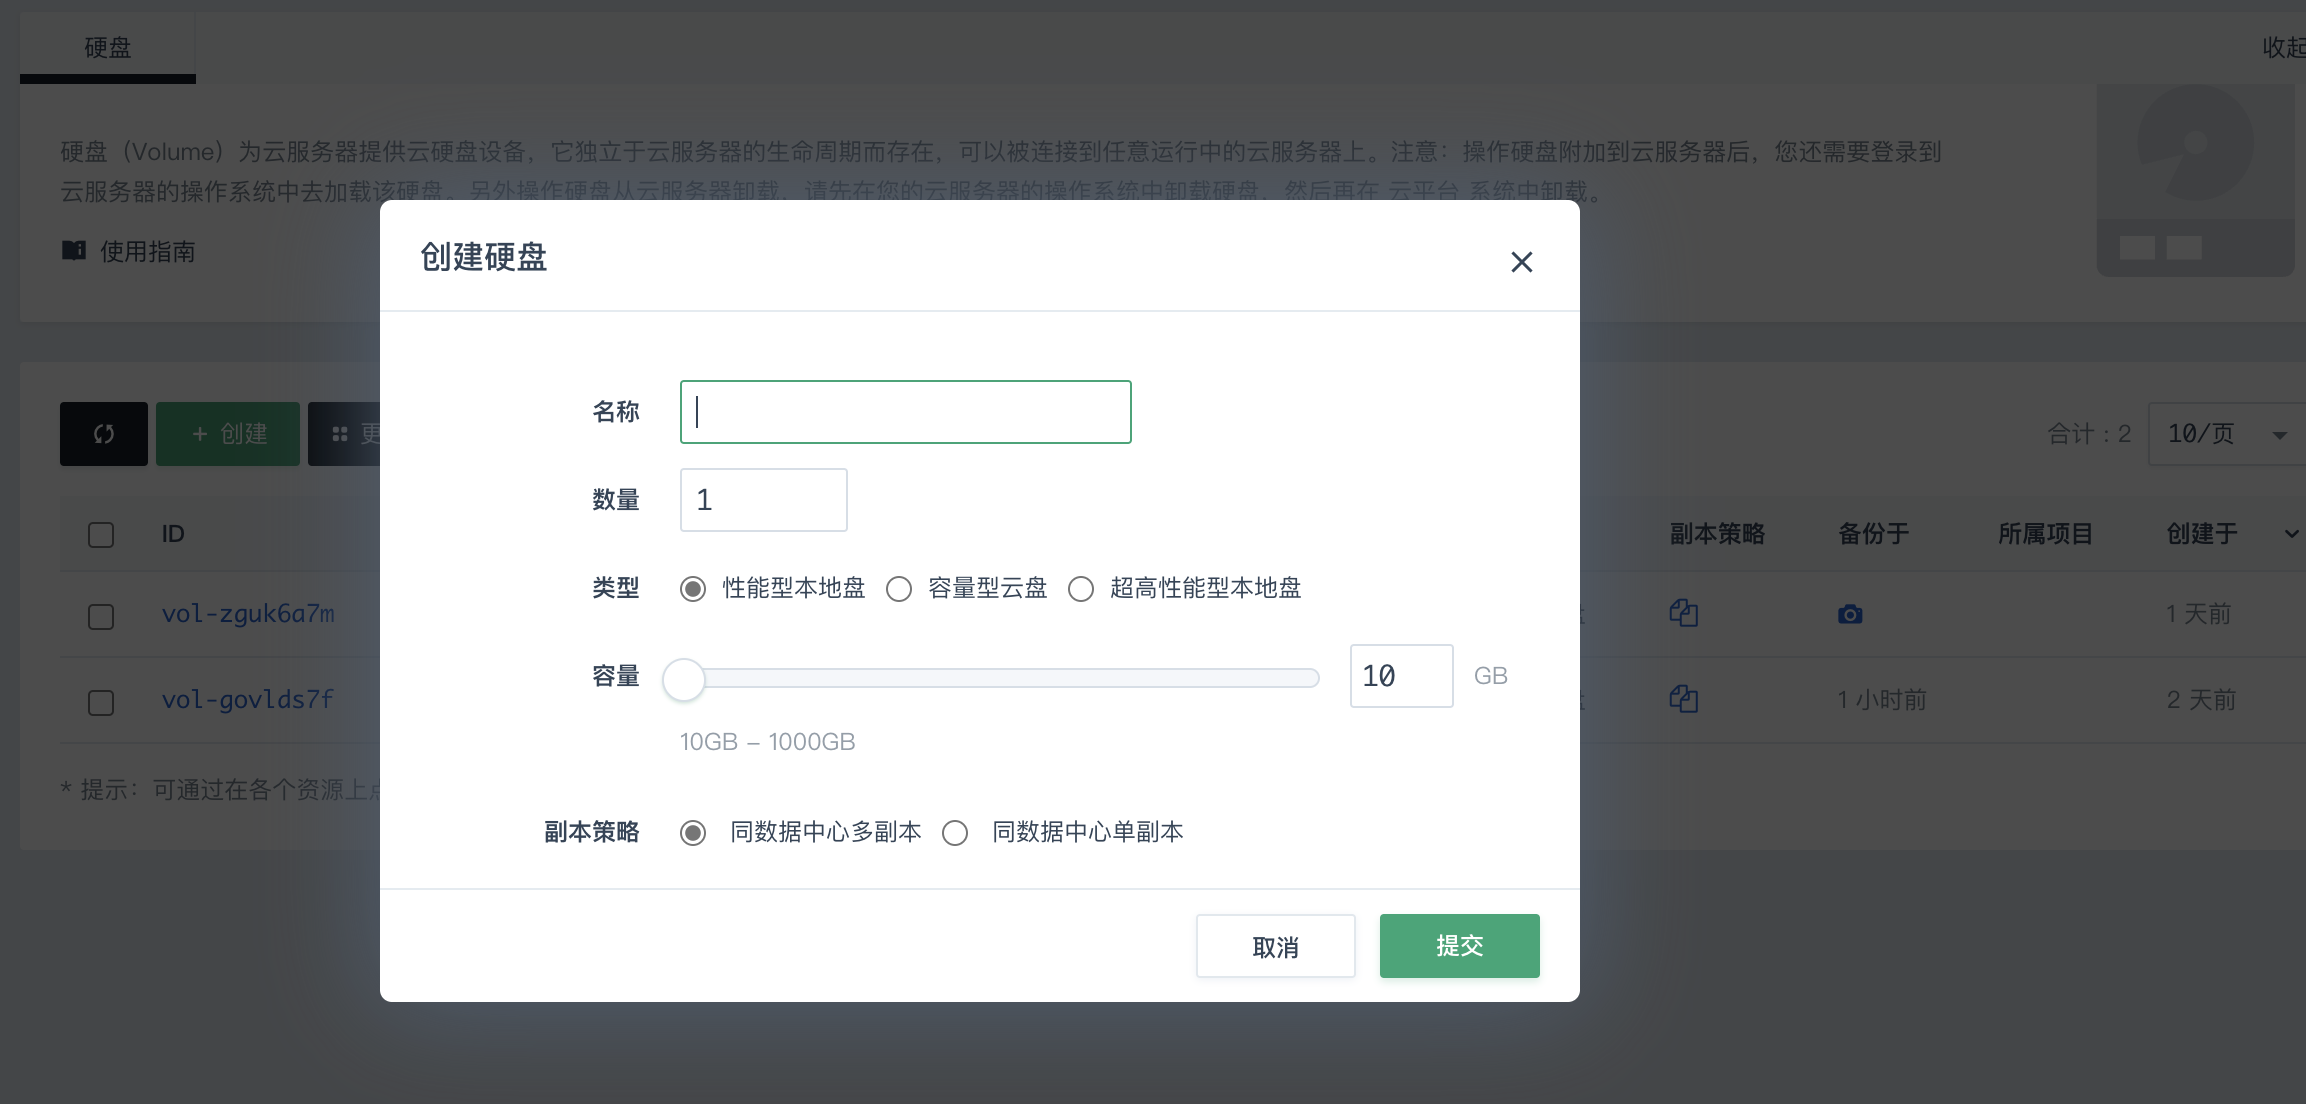 硬盘
收起
硬盘（Volume）为云服务器提供云硬盘设备，它独立于云服务器的生命周期而存在，可以被连接到任意运行中的云服务器上。注意：操作硬盘附加到云服务器后，您还需要登录到
云服务器的操作系统中去加载该硬盘。另外操作硬盘从云服务器卸载，请先在您的云服务器的操作系统中卸载硬盘，然后再在 云平台 系统中卸载。
使用指南
创建硬盘
名称
数量 1
类型 性能型本地盘 容量型云盘 超高性能型本地盘
容量 10 GB
10GB – 1000GB
副本策略 同数据中心多副本 同数据中心单副本
取消 提交
+ 创建 更
合计：2 10/页
ID 副本策略 备份于 所属项目 创建于
vol-zguk6a7m 1 天前
vol-govlds7f 1 小时前 2 天前
* 提示：可通过在各个资源上点